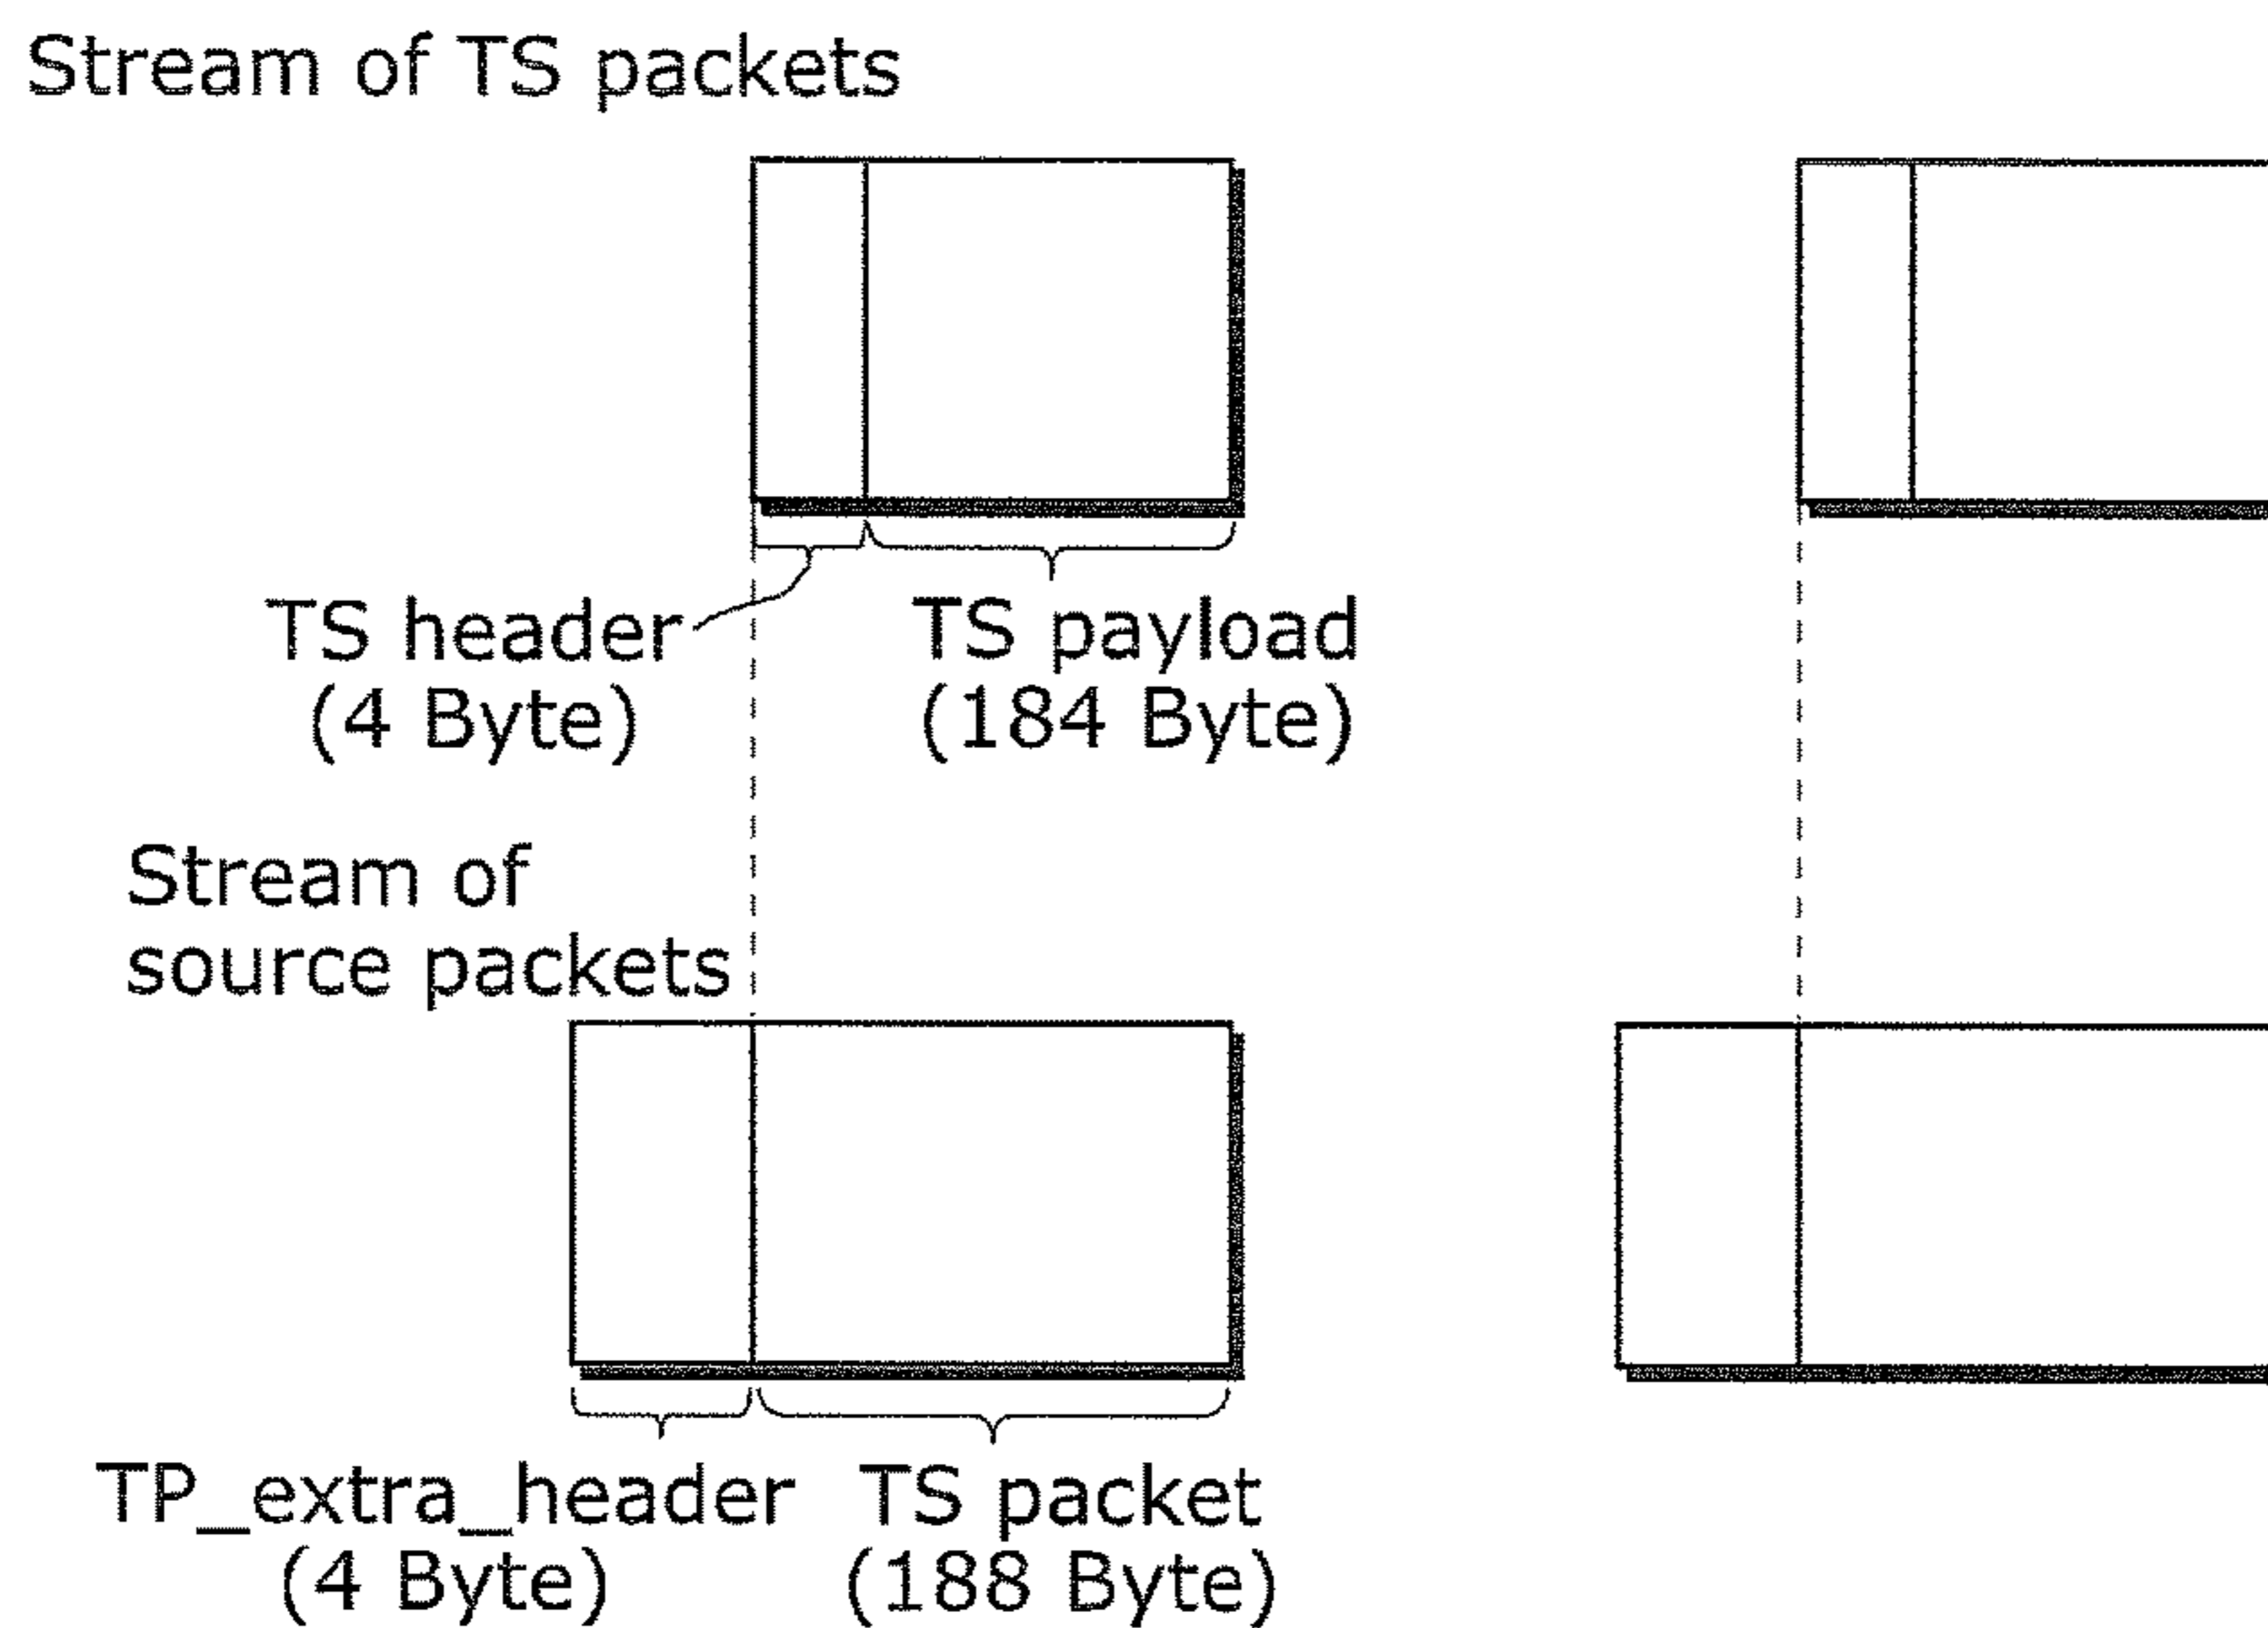 Stream of TS packets
TS header
(4 Byte)
TS payload
(184 Byte)
Stream of
source packets
TP_extra_header
(4 Byte)
TS packet
(188 Byte)